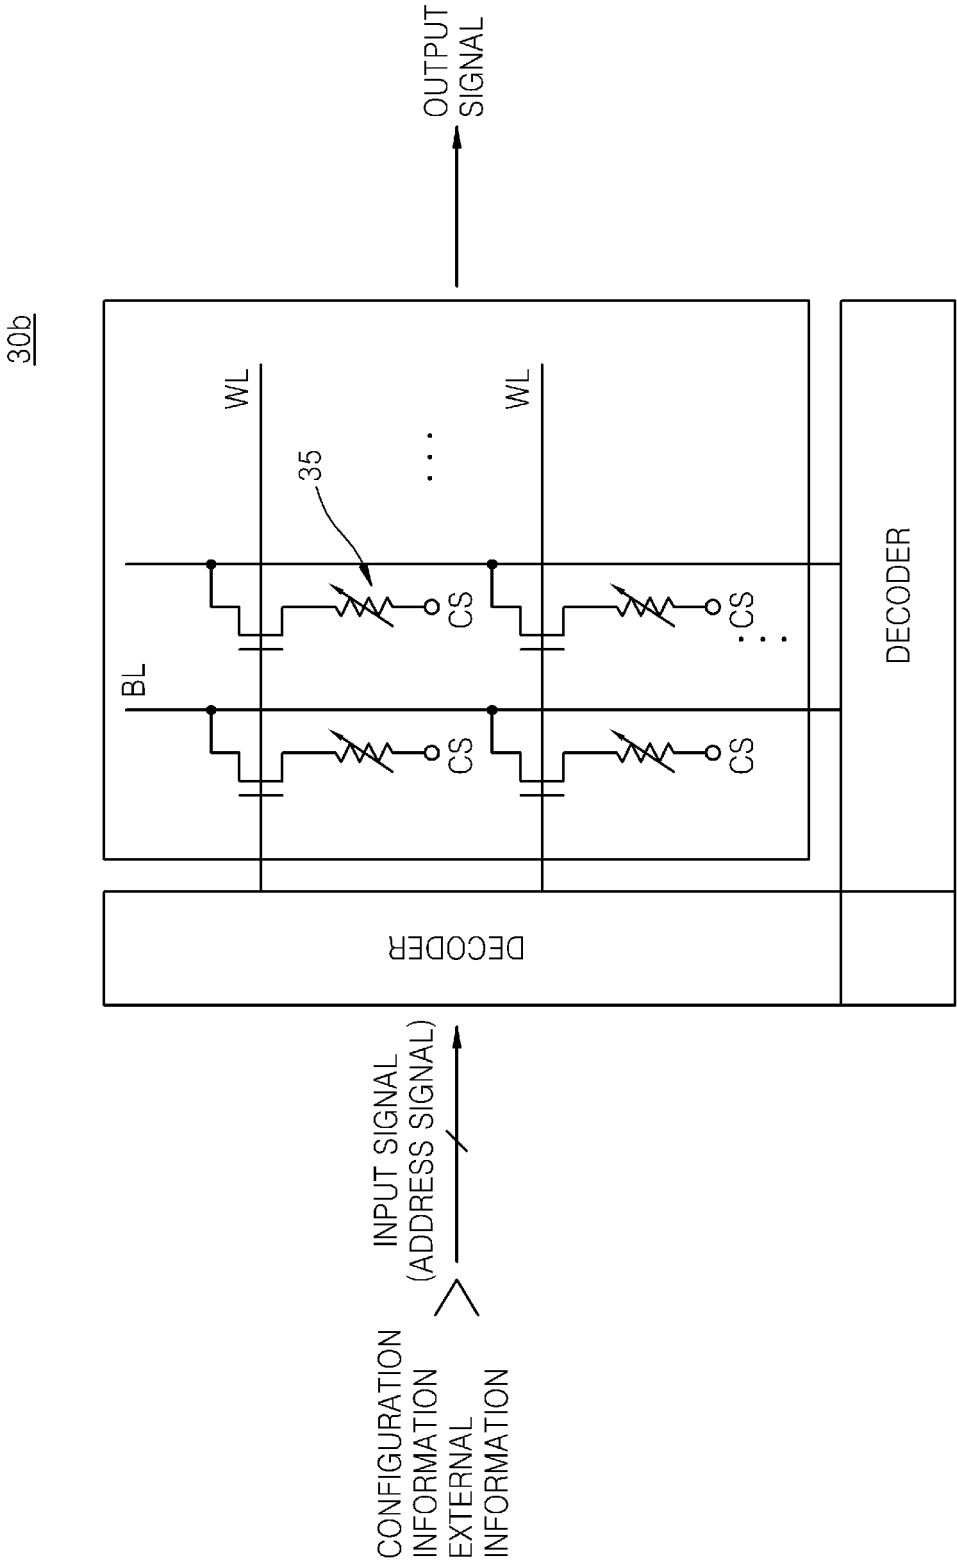 30b
CONFIGURATION
INFORMATION
EXTERNAL
INFORMATION
INPUT SIGNAL
(ADDRESS SIGNAL)
DECODER
BL
WL
35
CS
CS
WL
CS
CS
DECODER
OUTPUT
SIGNAL